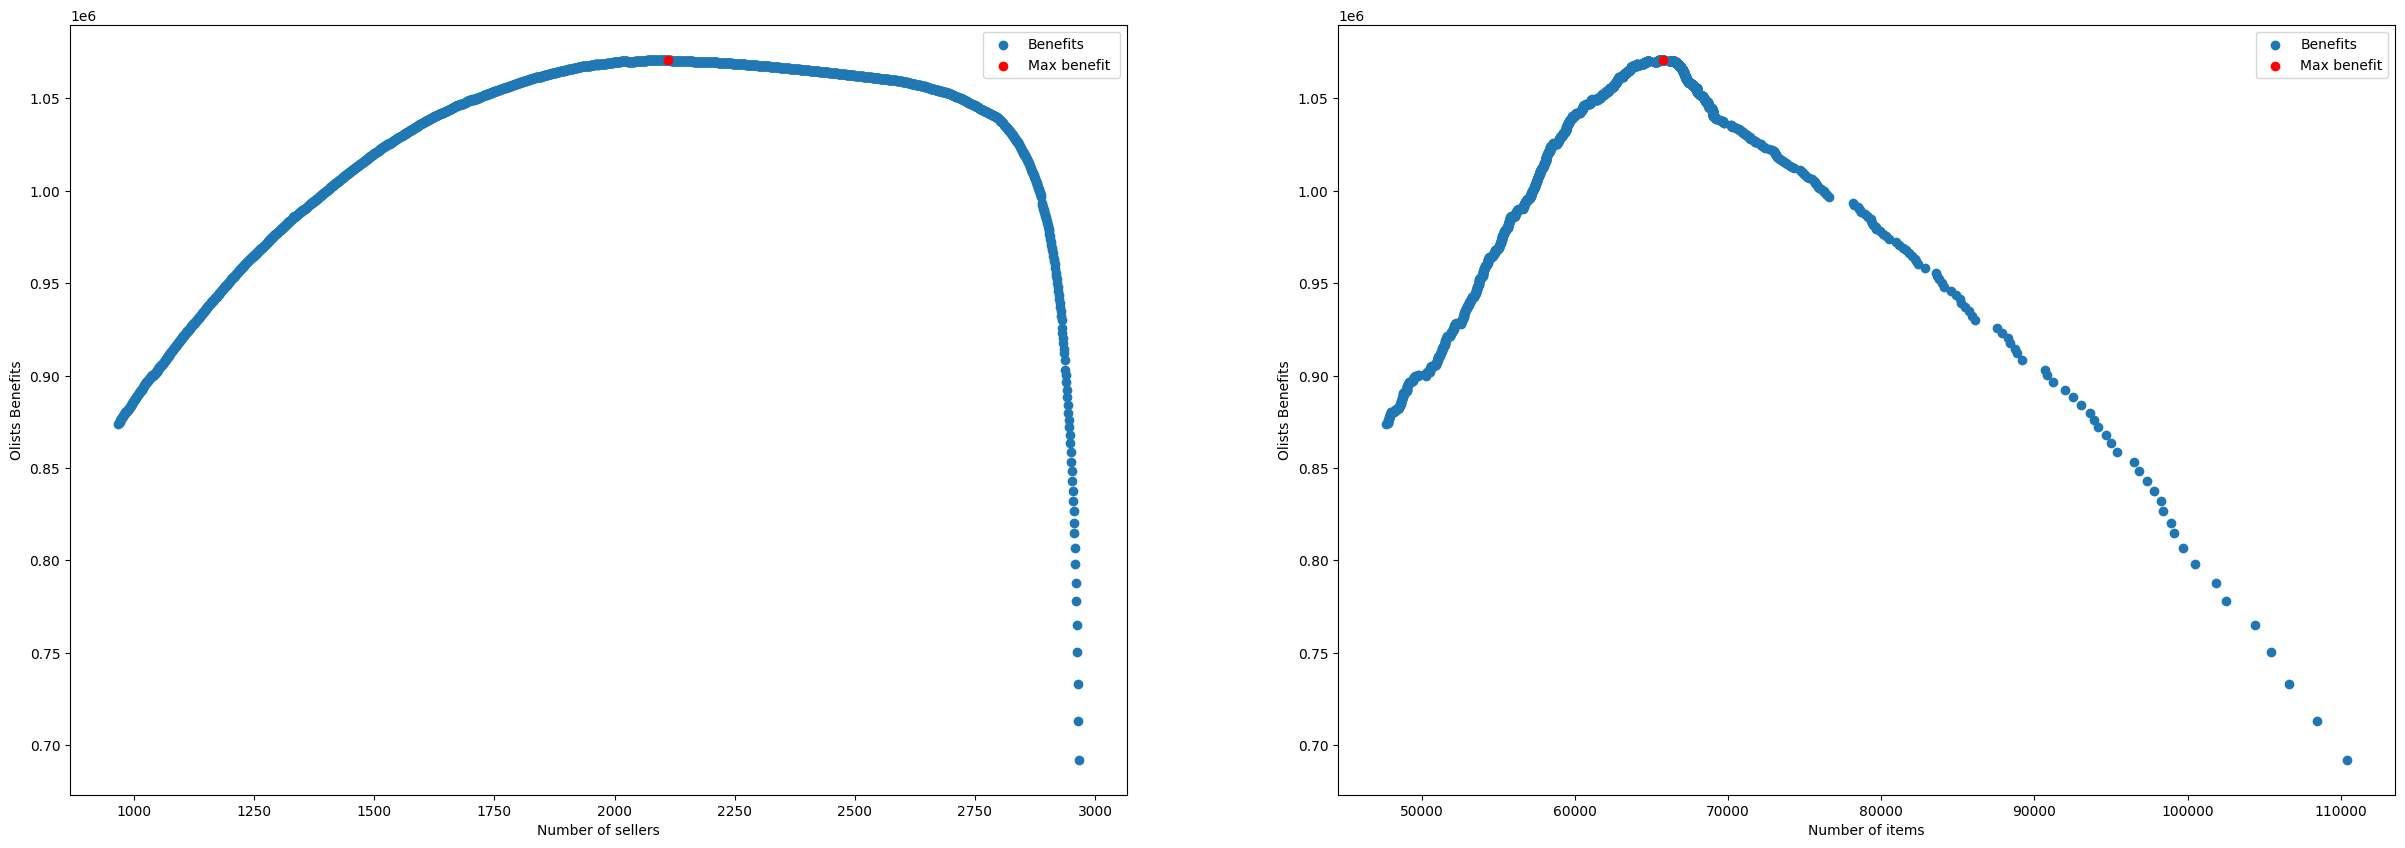 1e6
Benefits
Max benefit
1.05
1.00
0.95
0.90
0.85
0.80
0.75
0.70
Olists Benefits
1000 1250 1500 1750 2000 2250 2500 2750 3000
Number of sellers
1e6
Benefits
Max benefit
1.05
1.00
0.95
0.90
0.85
0.80
0.75
0.70
Olists Benefits
50000 60000 70000 80000 90000 100000 110000
Number of items